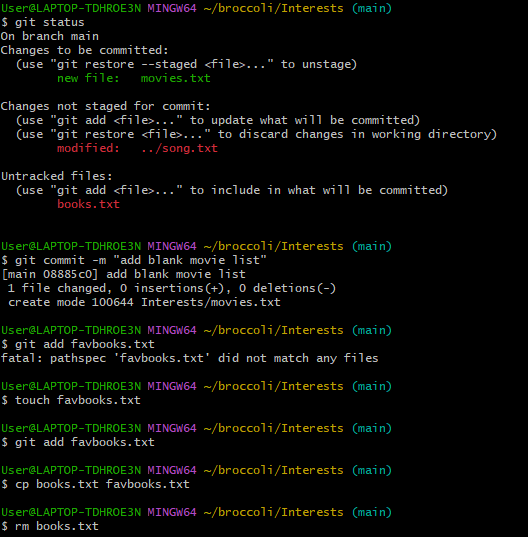 User@LAPTOP-TDHROE3N MINGW64 ~/broccoli/Interests (main)
$ git status
On branch main
Changes to be committed:
  (use "git restore --staged <file>..." to unstage)
        new file:   movies.txt

Changes not staged for commit:
  (use "git add <file>..." to update what will be committed)
  (use "git restore <file>..." to discard changes in working directory)
        modified:   ../song.txt

Untracked files:
  (use "git add <file>..." to include in what will be committed)
        books.txt


User@LAPTOP-TDHROE3N MINGW64 ~/broccoli/Interests (main)
$ git commit -m "add blank movie list"
[main 08885c0] add blank movie list
 1 file changed, 0 insertions(+), 0 deletions(-)
 create mode 100644 Interests/movies.txt

User@LAPTOP-TDHROE3N MINGW64 ~/broccoli/Interests (main)
$ git add favbooks.txt
fatal: pathspec 'favbooks.txt' did not match any files

User@LAPTOP-TDHROE3N MINGW64 ~/broccoli/Interests (main)
$ touch favbooks.txt

User@LAPTOP-TDHROE3N MINGW64 ~/broccoli/Interests (main)
$ git add favbooks.txt

User@LAPTOP-TDHROE3N MINGW64 ~/broccoli/Interests (main)
$ cp books.txt favbooks.txt

User@LAPTOP-TDHROE3N MINGW64 ~/broccoli/Interests (main)
$ rm books.txt